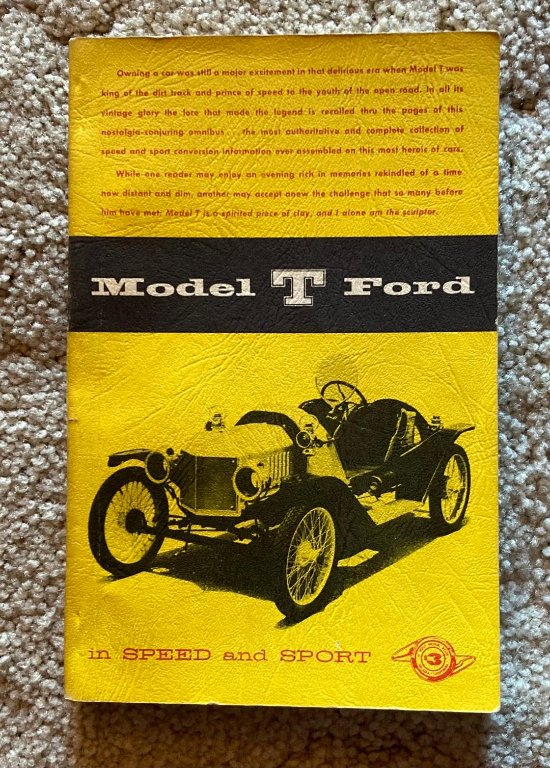 Owning a car was still a major excitement in that delirious era when Model T was
king of the dirt track and prince of speed to the youth of the open road. In all its
vintage glory the lore that made the legend is recalled thru the pages of this
nostalgia-conjuring omnibus . . . the most authoritative and complete collection of
speed and sport conversion information ever assembled on this most heroic of cars.
While one reader may enjoy an evening rich in memories rekindled of a time
now distant and dim, another may accept anew the challenge that so many before
him have met. Model T is a spirited piece of clay, and I alone am the sculptor.
Model T Ford
in SPEED and SPORT
3